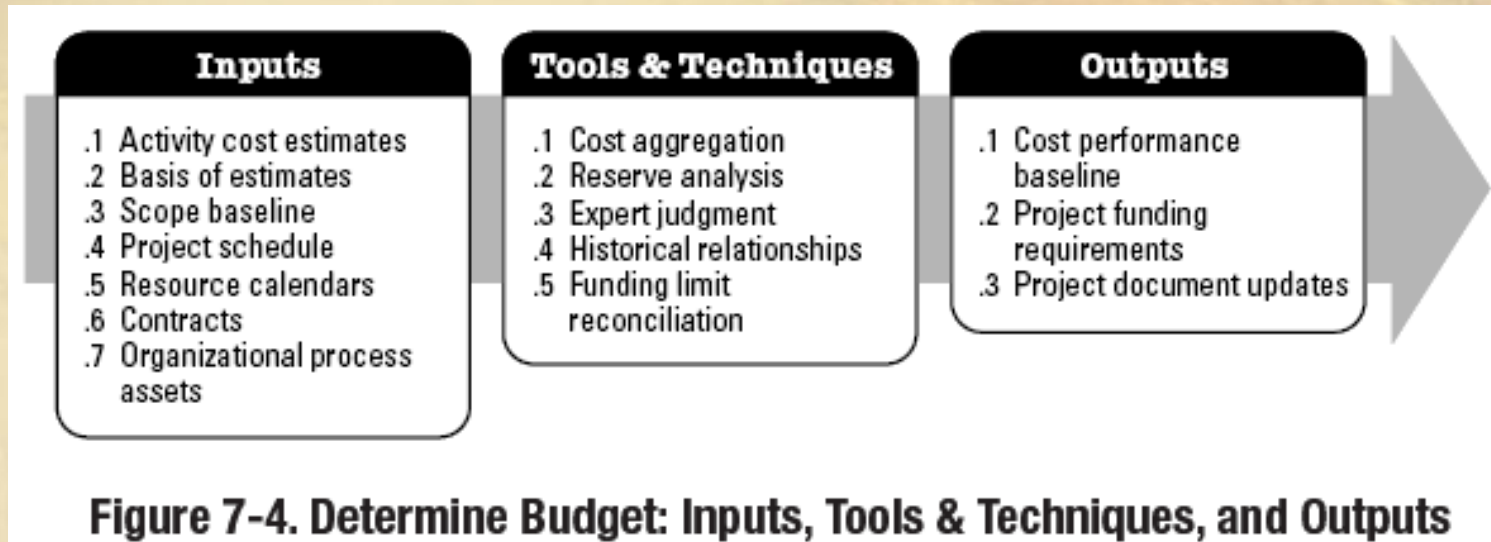 Inputs
.1 Activity cost estimates
.2 Basis of estimates
.3 Scope baseline
.4 Project schedule
.5 Resource calendars
.6 Contracts
.7 Organizational process
assets
Tools & Techniques
.1 Cost aggregation
.2 Reserve analysis
.3 Expert judgment
.4 Historical relationships
.5 Funding limit
reconciliation
Outputs
.1 Cost performance
baseline
.2 Project funding
requirements
.3 Project document updates
Figure 7-4. Determine Budget: Inputs, Tools & Techniques, and Outputs